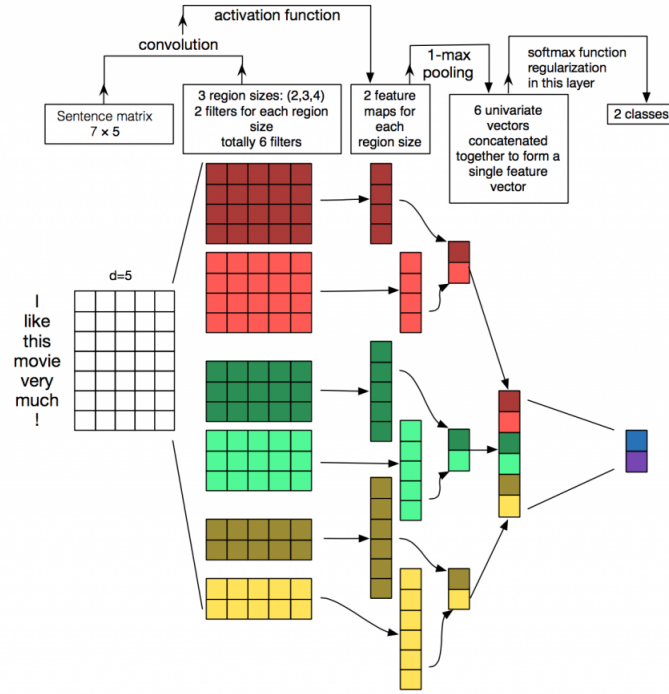 activation function
convolution
1-max
pooling
softmax function
regularization
in this layer
Sentence matrix
7 × 5
3 region sizes: (2,3,4)
2 filters for each region
size
totally 6 filters
2 feature
maps for
each
region size
6 univariate
vectors
concatenated
together to form a
single feature
vector
2 classes
d=5
I
like
this
movie
very
much
!